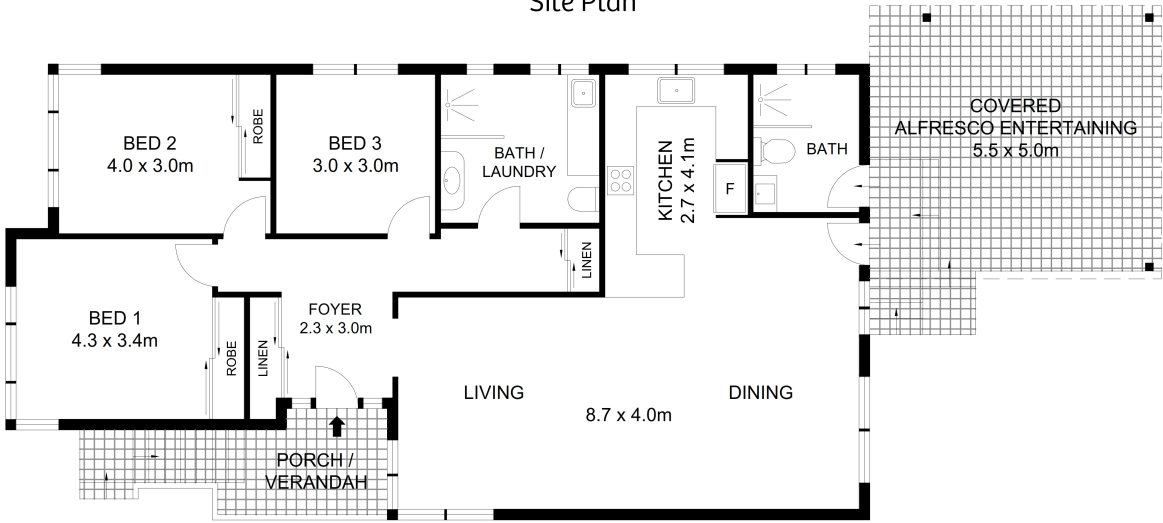 Site Plan
COVERED
ALFRESCO ENTERTAINING
5.5 x 5.0m
BED 2
4.0 x 3.0m
ROBE
BED 3
3.0 x 3.0m
BATH /
LAUNDRY
KITCHEN
2.7 x 4.1m
F
BATH
LINEN
BED 1
4.3 x 3.4m
ROBE
LINEN
FOYER
2.3 x 3.0m
LIVING
DINING
8.7 x 4.0m
PORCH /
VERANDAH